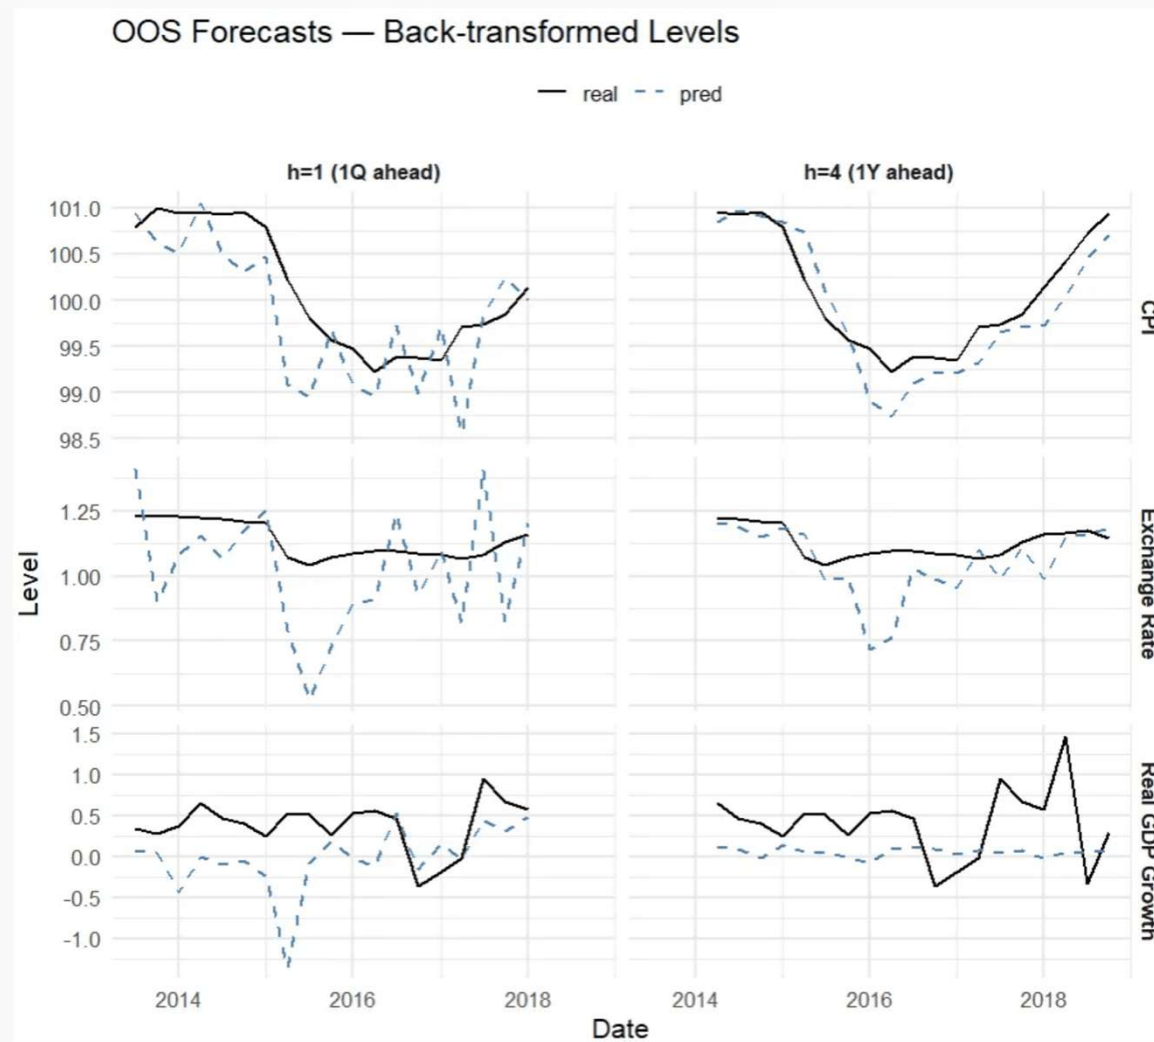 OOS Forecasts — Back-transformed Levels
real pred
h=1 (1Q ahead) h=4 (1Y ahead)
101.0
100.5
100.0
99.5
99.0
98.5
CPI
1.25
1.00
0.75
0.50
Exchange Rate
Level
1.5
1.0
0.5
0.0
-0.5
-1.0
Real GDP Growth
2014 2016 2018 2014 2016 2018
Date